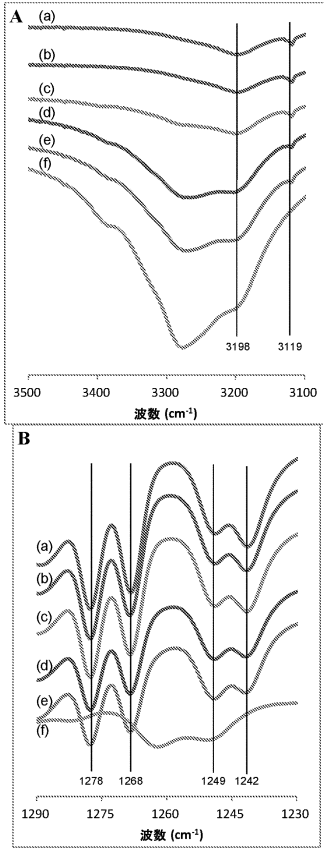 A
(a)
(b)
(c)
(d)
(e)
(f)
3198 3119
3500 3400 3300 3200 3100
波数 (cm-1)
B
(a)
(b)
(c)
(d)
(e)
(f)
1278 1268 1249 1242
1290 1275 1260 1245 1230
波数 (cm-1)